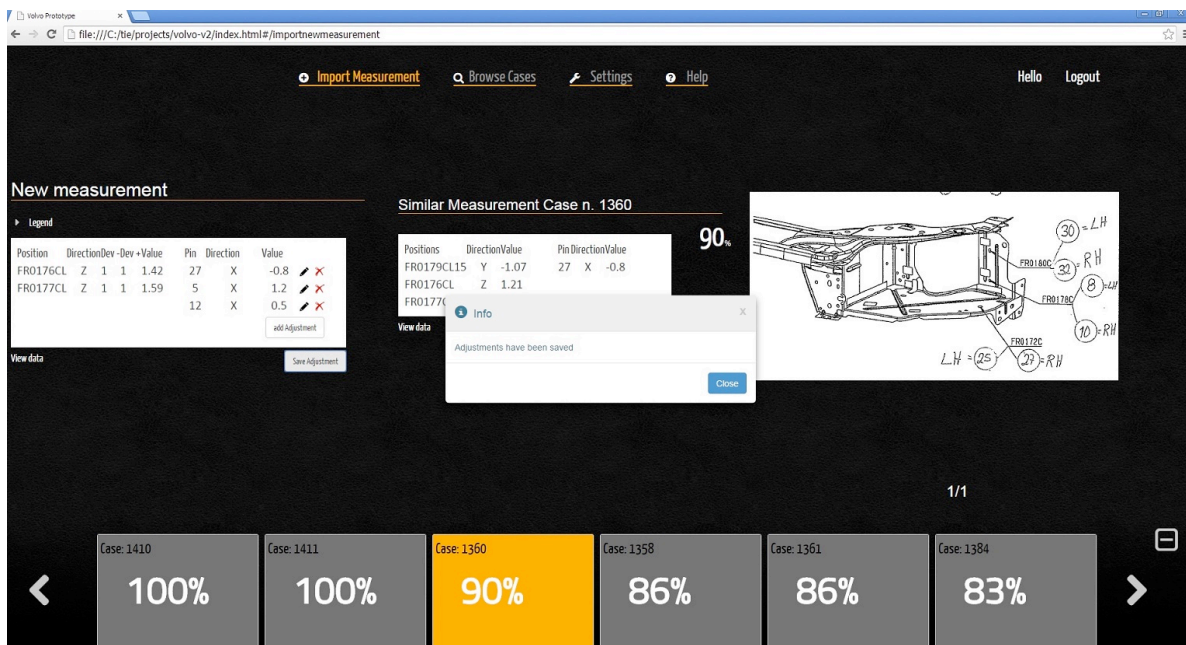 Volvo Prototype
file:///C:/tie/projects/volvo-v2/index.html#/importnewmeasurement
Import Measurement Browse Cases Settings Help Hello Logout
New measurement
Legend
Position Direction Dev - Dev + Value Pin Direction Value
FR0176CL Z 1 1 1.42 27 X -0.8
FR0177CL Z 1 1 1.59 5 X 1.2
12 X 0.5
add Adjustment
View data
Save Adjustment
Similar Measurement Case n. 1360
90%
Positions Direction Value Pin Direction Value
FR0179CL15 Y -1.07 27 X -0.8
FR0176CL Z 1.21
FR0177C
View data
Info
X
Adjustments have been saved
Close
30 = LH
FR0180C
32 = RH
8 = LH
FR0178C
10 = RH
FR0172C
LH = 25 27 = RH
1/1
Case: 1410 Case: 1411 Case: 1360 Case: 1358 Case: 1361 Case: 1384
100% 100% 90% 86% 86% 83%